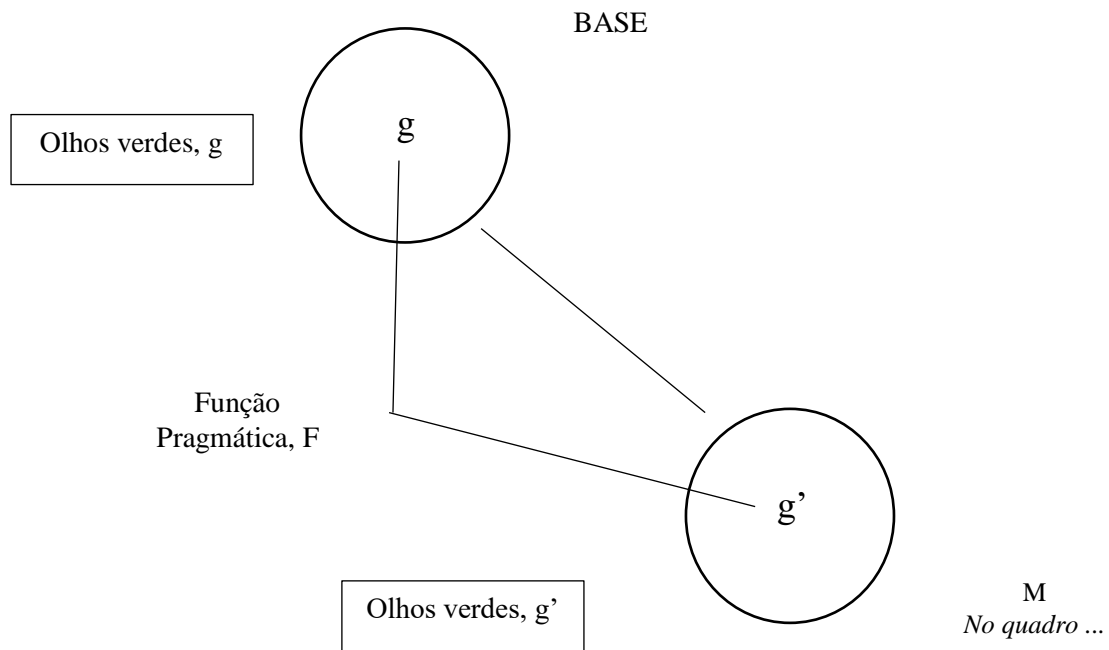 BASE
g
Olhos verdes, g
Função
Pragmática, F
g’
Olhos verdes, g’
M
No quadro ...